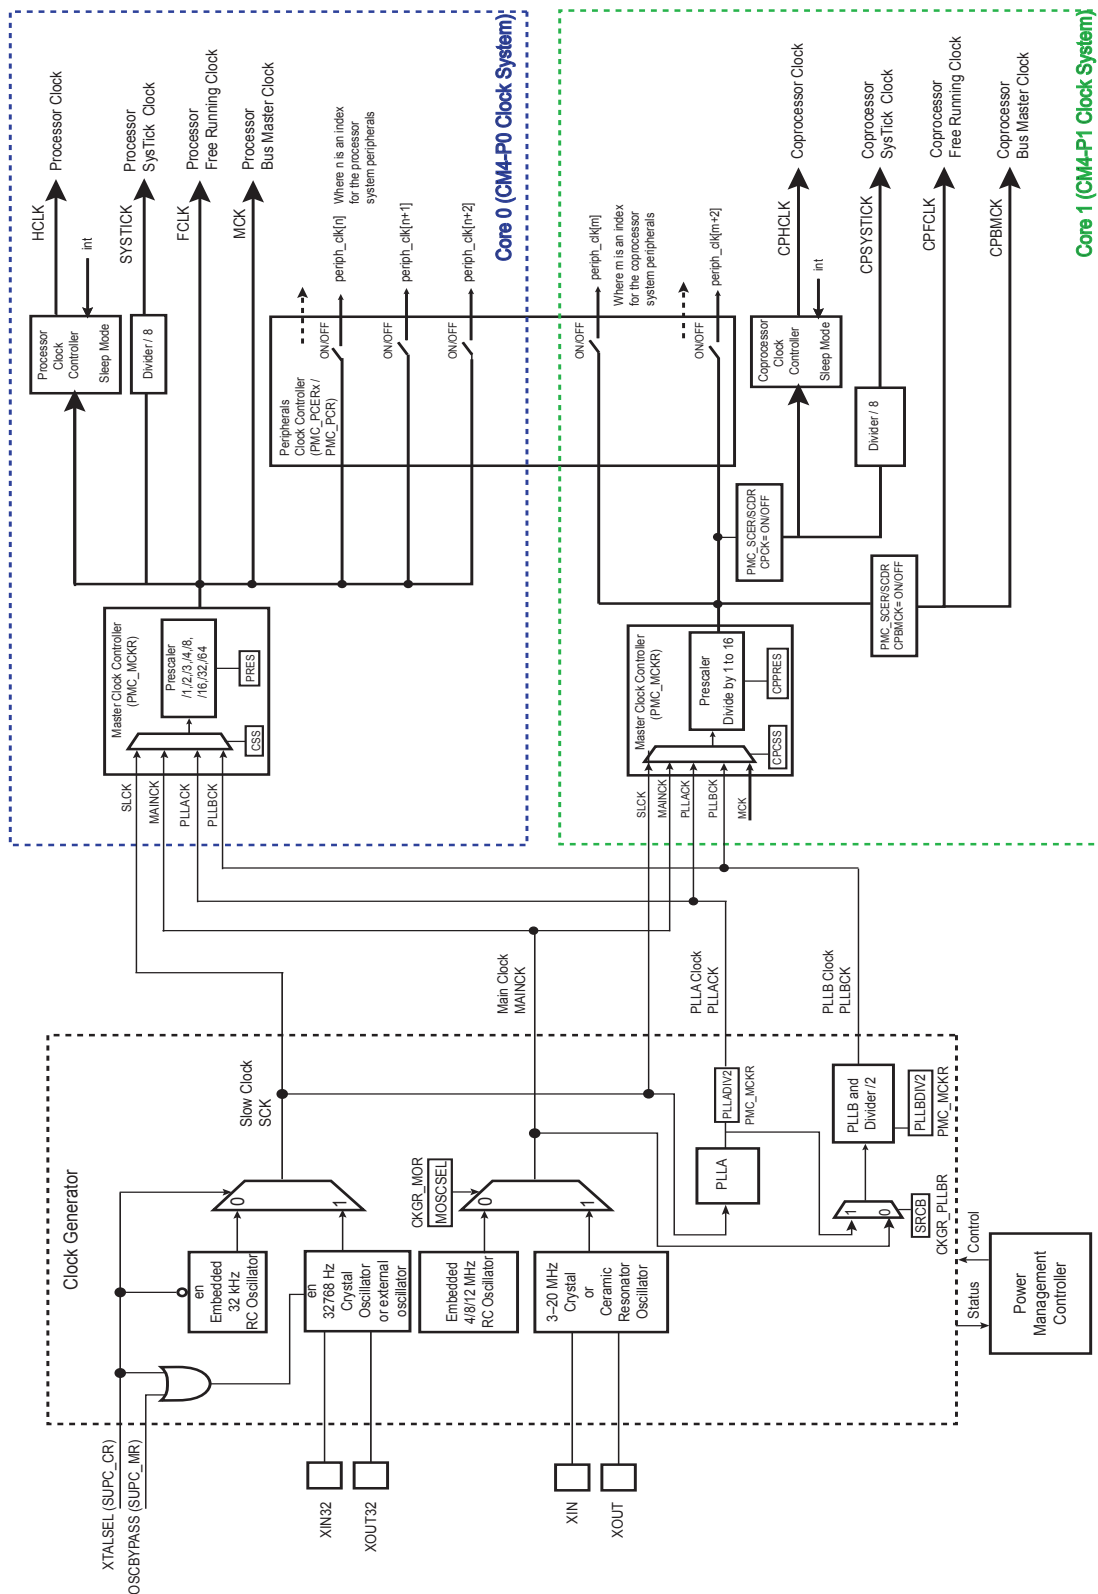 Clock Generator
XTALSEL (SUPC_CR)
OSCBYPASS (SUPC_MR)
XIN32
XOUT32
XIN
XOUT
en
Embedded
32 kHz
RC Oscillator
en
32768 Hz
Crystal
Oscillator
or external
oscillator
Embedded
4/8/12 MHz
RC Oscillator
3–20 MHz
Crystal
or
Ceramic
Resonator
Oscillator
0
1
CKGR_MOR
MOSCSEL
0
1
Slow Clock
SCK
Main Clock
MAINCK
PLLA
PLLADIV2
PMC_MCKR
PLLA Clock
PLLACK
1
0
SRCB
CKGR_PLLBR
PLLB and
Divider /2
PLLBDIV2
PMC_MCKR
PLLB Clock
PLLBCK
Status
Control
Power
Management
Controller
SLCK
MAINCK
PLLACK
PLLBCK
Master Clock Controller
(PMC_MCKR)
CSS
Prescaler
/1,/2,/3,/4,/8,
/16,/32,/64
PRES
Processor
Clock
Controller
Sleep Mode
int
Divider / 8
HCLK
Processor Clock
SYSTICK
Processor
SysTick Clock
FCLK
Processor
Free Running Clock
MCK
Processor
Bus Master Clock
Peripherals
Clock Controller
(PMC_PCERx /
PMC_PCR)
ON/OFF
ON/OFF
ON/OFF
periph_clk[n]
Where n is an index
for the processor
system peripherals
periph_clk[n+1]
periph_clk[n+2]
Core 0 (CM4-P0 Clock System)
SLCK
MAINCK
PLLACK
PLLBCK
MCK
Master Clock Controller
(PMC_MCKR)
CPCSS
Prescaler
Divide by 1 to 16
CPPRES
ON/OFF
ON/OFF
periph_clk[m]
Where m is an index
for the coprocessor
system peripherals
periph_clk[m+2]
PMC_SCER/SCDR
CPCK= ON/OFF
PMC_SCER/SCDR
CPBMCK= ON/OFF
Coprocessor
Clock
Controller
Sleep Mode
int
Divider / 8
CPHCLK
Coprocessor Clock
CPSYSTICK
Coprocessor
SysTick Clock
CPFCLK
Coprocessor
Free Running Clock
CPBMCK
Coprocessor
Bus Master Clock
Core 1 (CM4-P1 Clock System)